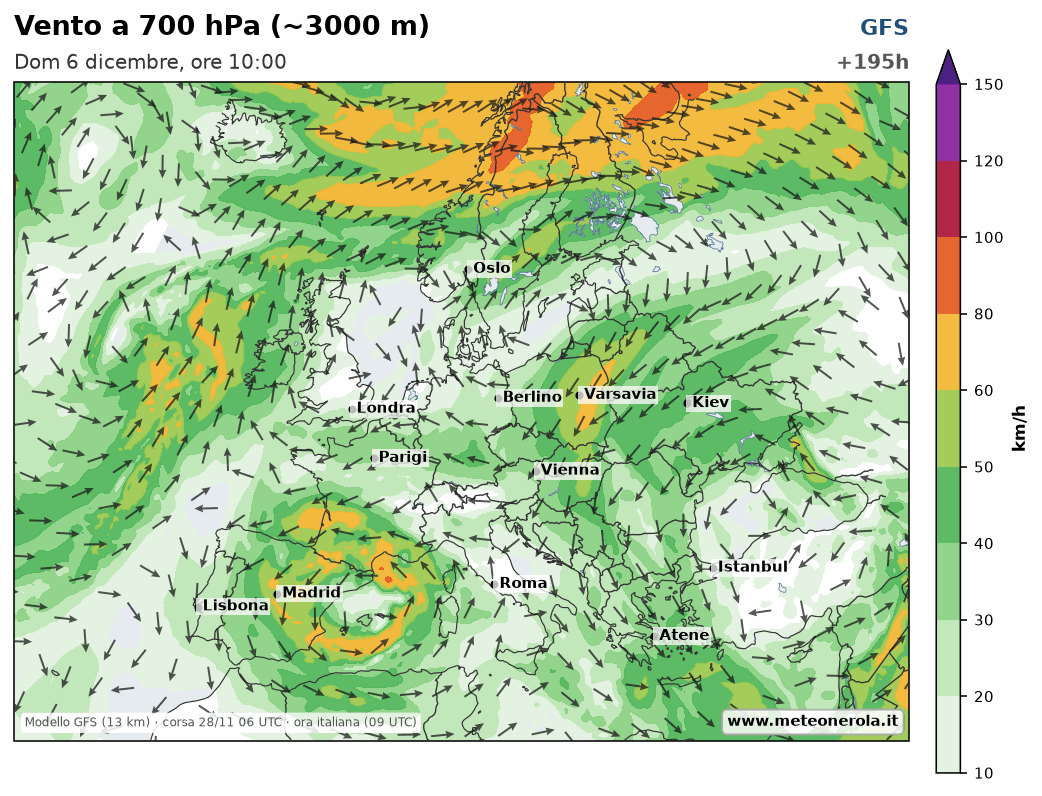 Vento a 700 hPa (~3000 m)
GFS
Dom 6 dicembre, ore 10:00
+195h
150
120
100
80
60
50
40
30
20
10
km/h
Oslo
Berlino
Varsavia
Kiev
Londra
Parigi
Vienna
Istanbul
Roma
Madrid
Lisbona
Atene
Modello GFS (13 km) · corsa 28/11 06 UTC · ora italiana (09 UTC)
www.meteonerola.it